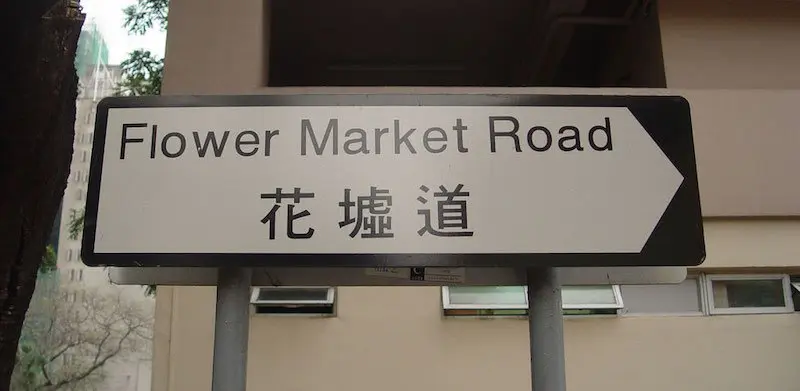 Flower Market Road
花墟道